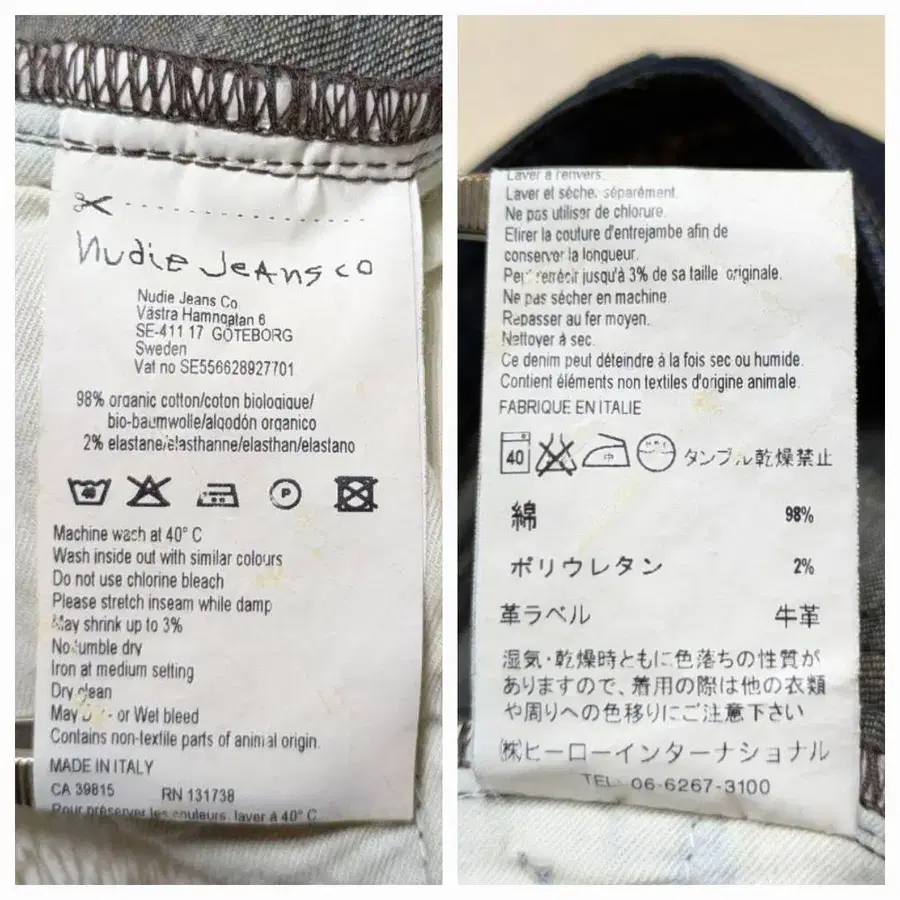 nudie jeans co
Nudie Jeans Co
Västra Hamngatan 6
SE-411 17 GÖTEBORG
Sweden
Vat no SE556628927701
98% organic cotton/coton biologique/
bio-baumwolle/algodón organico
2% elastane/elasthanne/elasthan/elastano
40
P
Machine wash at 40° C
Wash inside out with similar colours
Do not use chlorine bleach
Please stretch inseam while damp
May shrink up to 3%
No tumble dry
Iron at medium setting
Dry clean
May - or Wet bleed
Contains non-textile parts of animal origin.
MADE IN ITALY
CA 39815 RN 131738
Pour préserver les couleurs, laver à 40° C
Laver à l'envers.
Laver et sécher séparément.
Ne pas utiliser de chlorure.
Etirer la couture d'entrejambe afin de
conserver la longueur.
Peut rétrécir jusqu'à 3% de sa taille originale.
Ne pas sécher en machine.
Repasser au fer moyen.
Nettoyer à sec.
Ce denim peut déteindre à la fois sec ou humide.
Contient éléments non textiles d'origine animale.
FABRIQUE EN ITALIE
40 中 タンブル乾燥禁止
綿 98%
ポリウレタン 2%
革ラベル 牛革
湿気・乾燥時ともに色落ちの性質が
ありますので、着用の際は他の衣類
や周りへの色移りにご注意下さい
㈱ヒーローインターナショナル
TEL 06-6267-3100